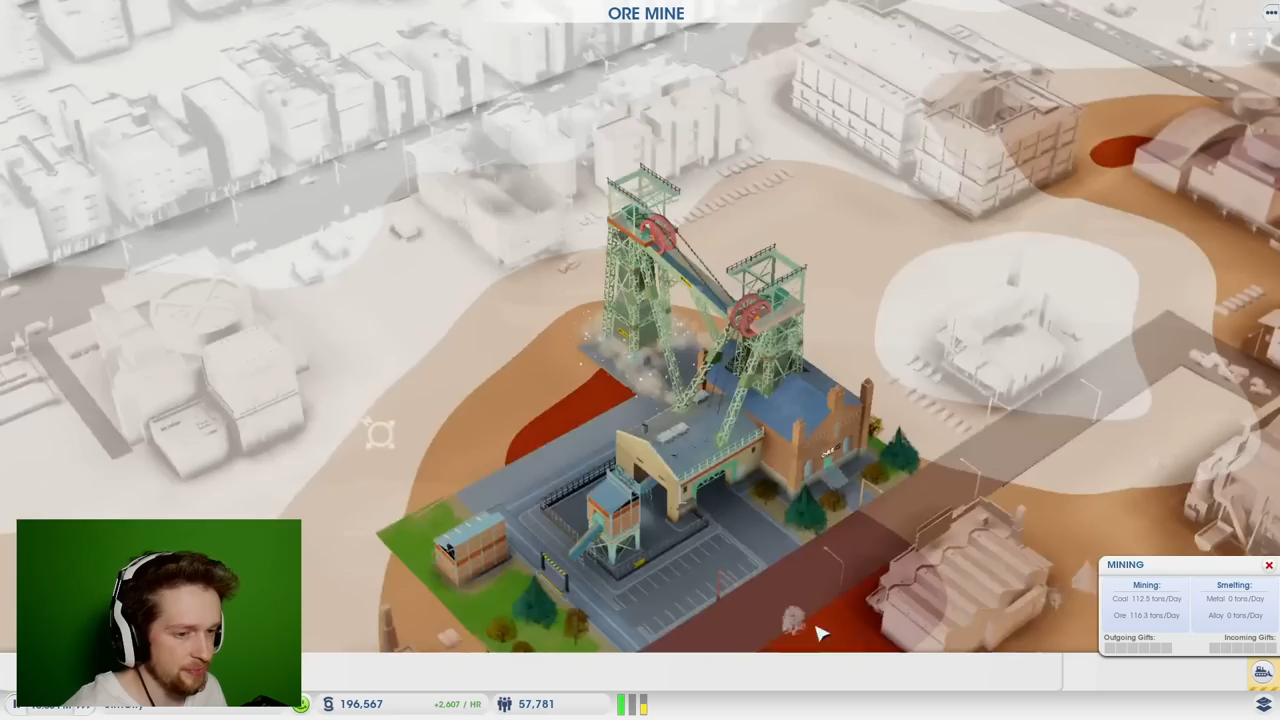 ORE MINE
MINING
Mining:
Smelting:
Coal 112.5 tons/Day
Metal 0 tons/Day
Ore 116.3 tons/Day
Alloy 0 tons/Day
Outgoing Gifts:
Incoming Gifts:
196,567
+2,607 / HR
57,781